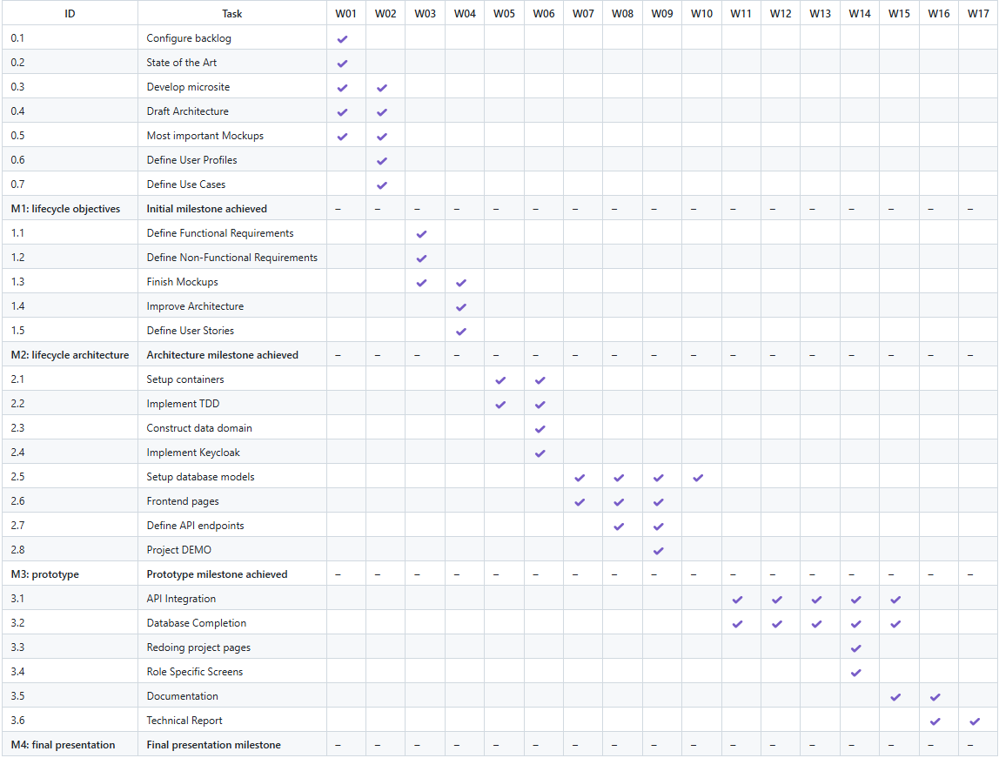 ID Task W01 W02 W03 W04 W05 W06 W07 W08 W09 W10 W11 W12 W13 W14 W15 W16 W17
0.1 Configure backlog ✓
0.2 State of the Art ✓
0.3 Develop microsite ✓ ✓
0.4 Draft Architecture ✓ ✓
0.5 Most important Mockups ✓ ✓
0.6 Define User Profiles ✓
0.7 Define Use Cases ✓
M1: lifecycle objectives Initial milestone achieved – – – – – – – – – – – – – – – – –
1.1 Define Functional Requirements ✓
1.2 Define Non-Functional Requirements ✓
1.3 Finish Mockups ✓ ✓
1.4 Improve Architecture ✓
1.5 Define User Stories ✓
M2: lifecycle architecture Architecture milestone achieved – – – – – – – – – – – – – – – – –
2.1 Setup containers ✓ ✓
2.2 Implement TDD ✓ ✓
2.3 Construct data domain ✓
2.4 Implement Keycloak ✓
2.5 Setup database models ✓ ✓ ✓ ✓
2.6 Frontend pages ✓ ✓ ✓
2.7 Define API endpoints ✓ ✓
2.8 Project DEMO ✓
M3: prototype Prototype milestone achieved – – – – – – – – – – – – – – – – –
3.1 API Integration ✓ ✓ ✓ ✓ ✓
3.2 Database Completion ✓ ✓ ✓ ✓ ✓
3.3 Redoing project pages ✓
3.4 Role Specific Screens ✓
3.5 Documentation ✓ ✓
3.6 Technical Report ✓ ✓
M4: final presentation Final presentation milestone – – – – – – – – – – – – – – – – –